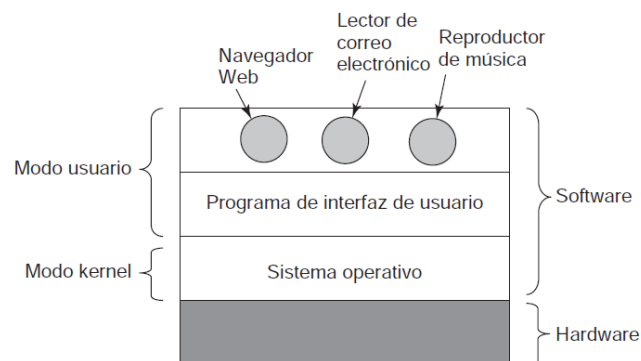 Navegador
Web
Lector de
correo
electrónico
Reproductor
de música
Modo usuario
Programa de interfaz de usuario
Software
Modo kernel
Sistema operativo
Hardware